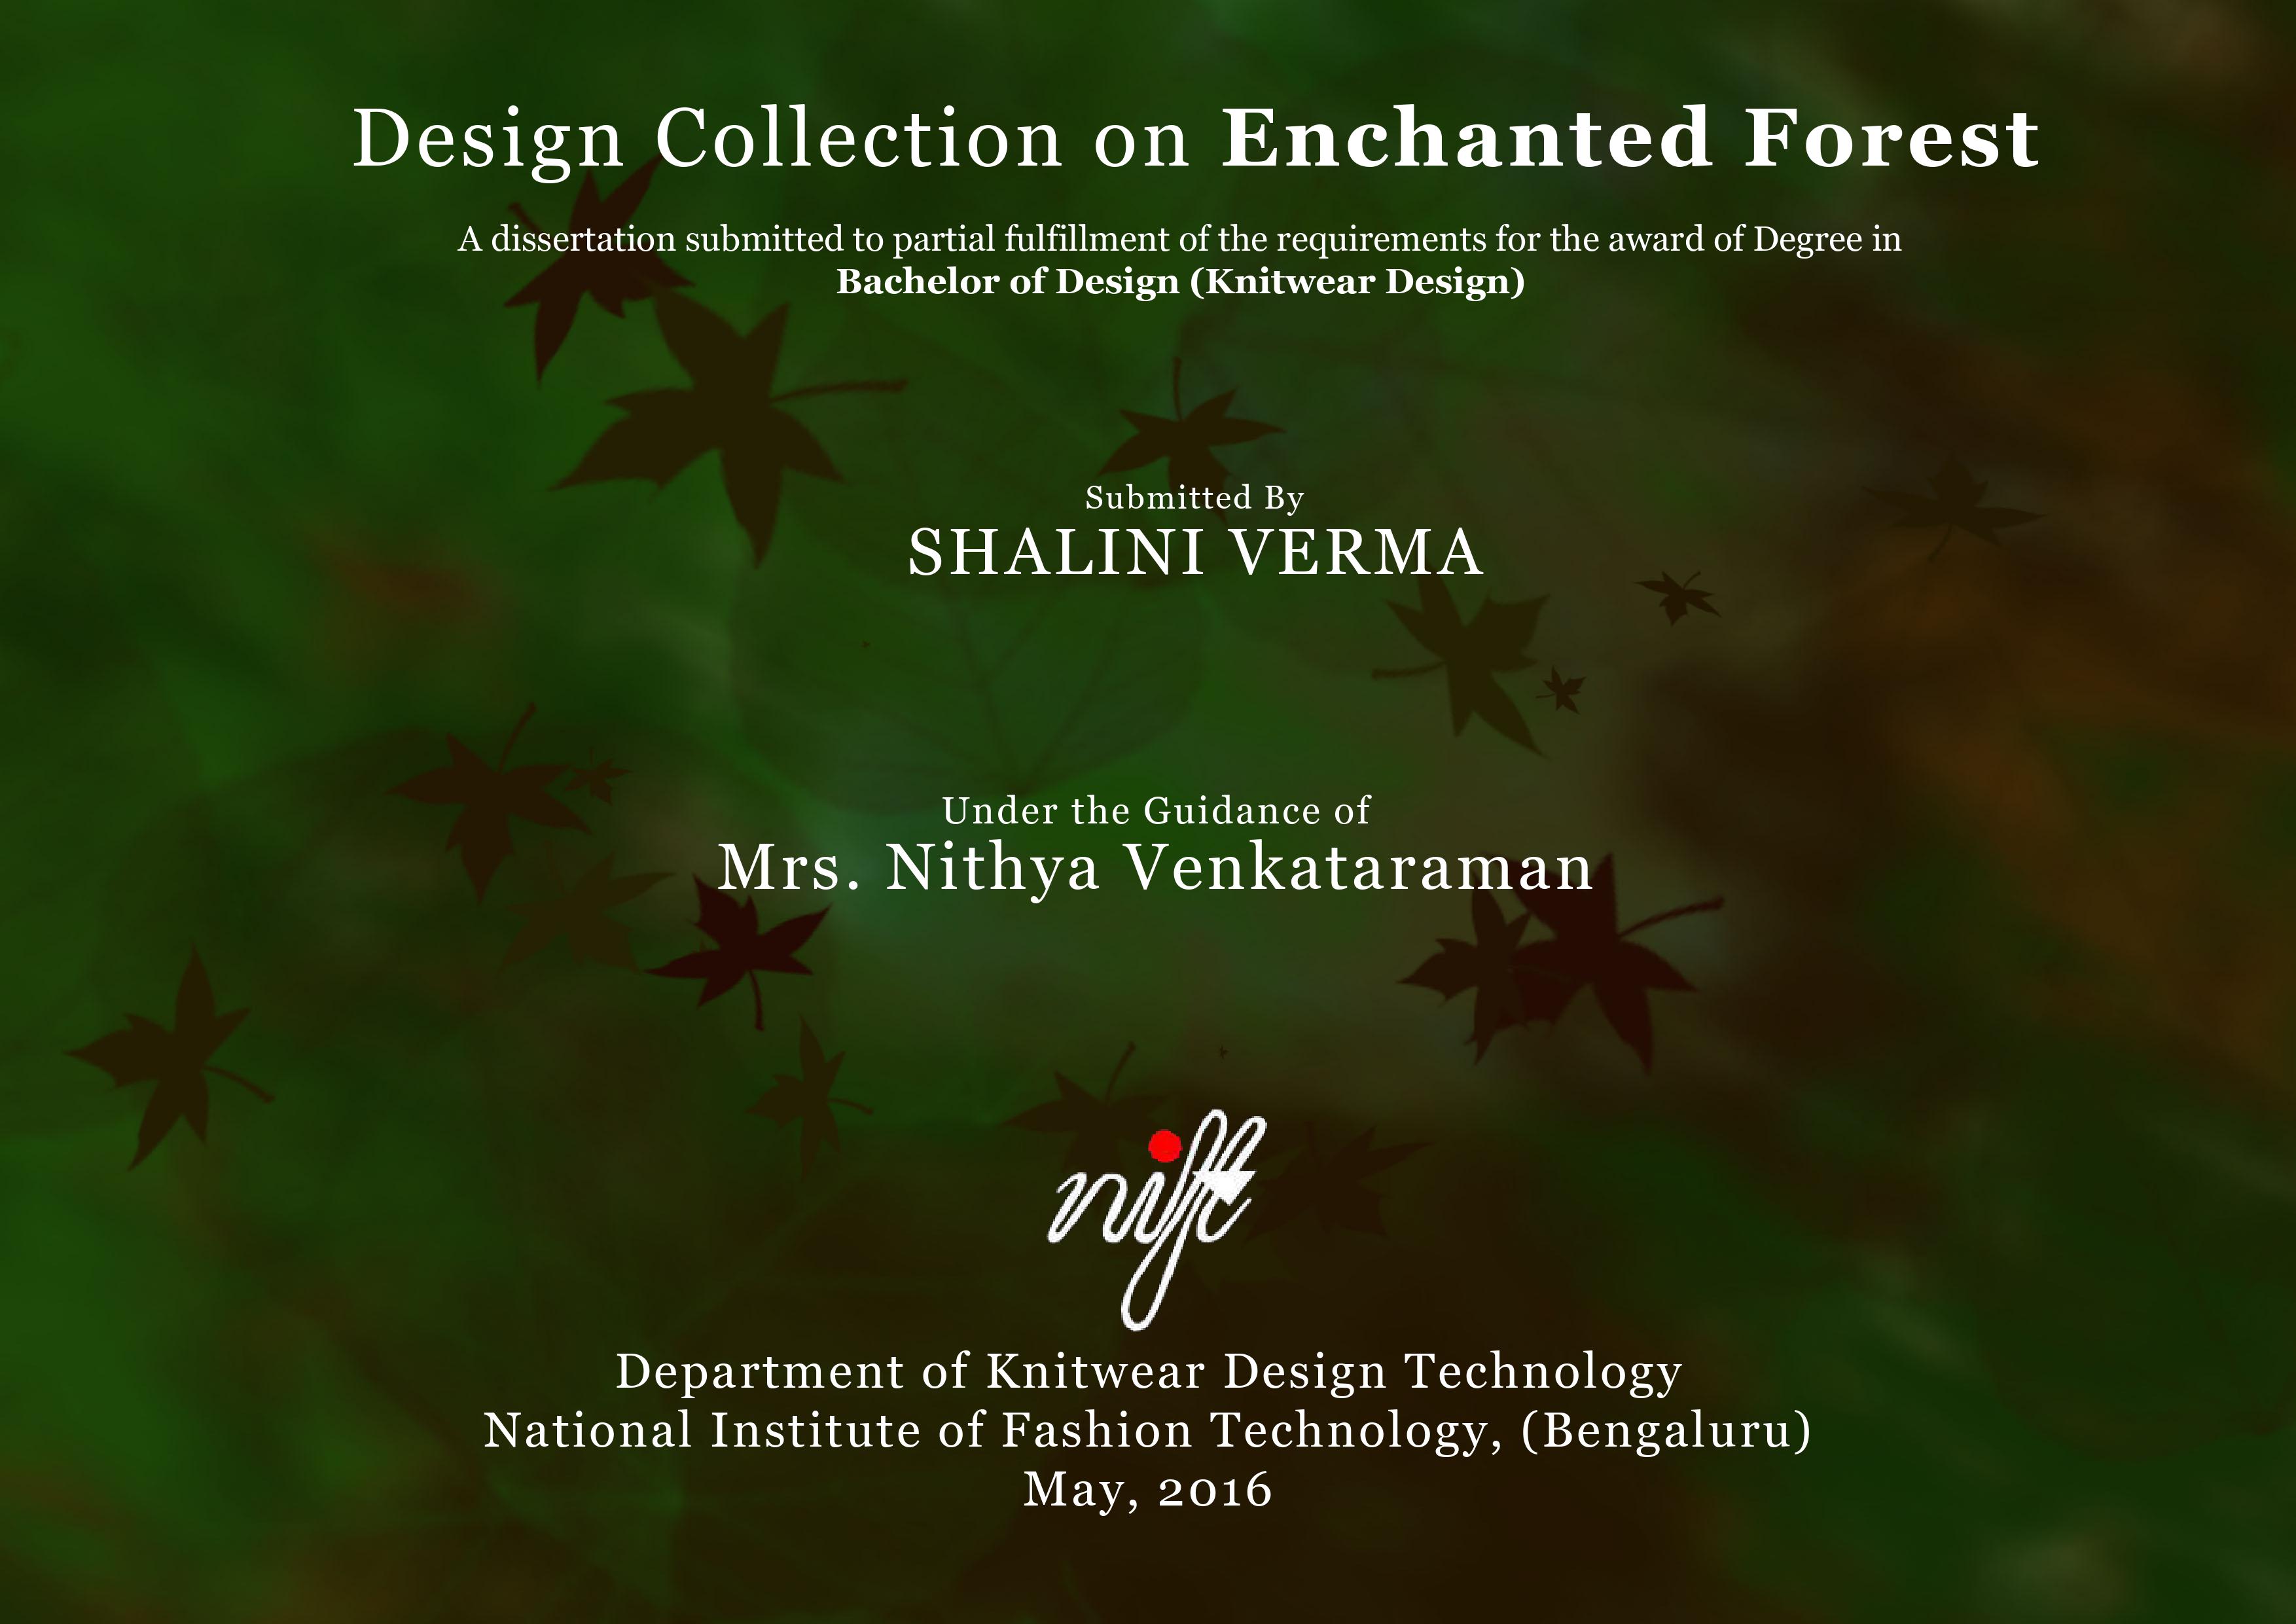 Design Collection on Enchanted Forest
A dissertation submitted to partial fulfillment of the requirements for the award of Degree in
Bachelor of Design (Knitwear Design)
Submitted By
SHALINI VERMA
Under the Guidance of
Mrs. Nithya Venkataraman
nift
Department of Knitwear Design Technology
National Institute of Fashion Technology, (Bengaluru)
May, 2016